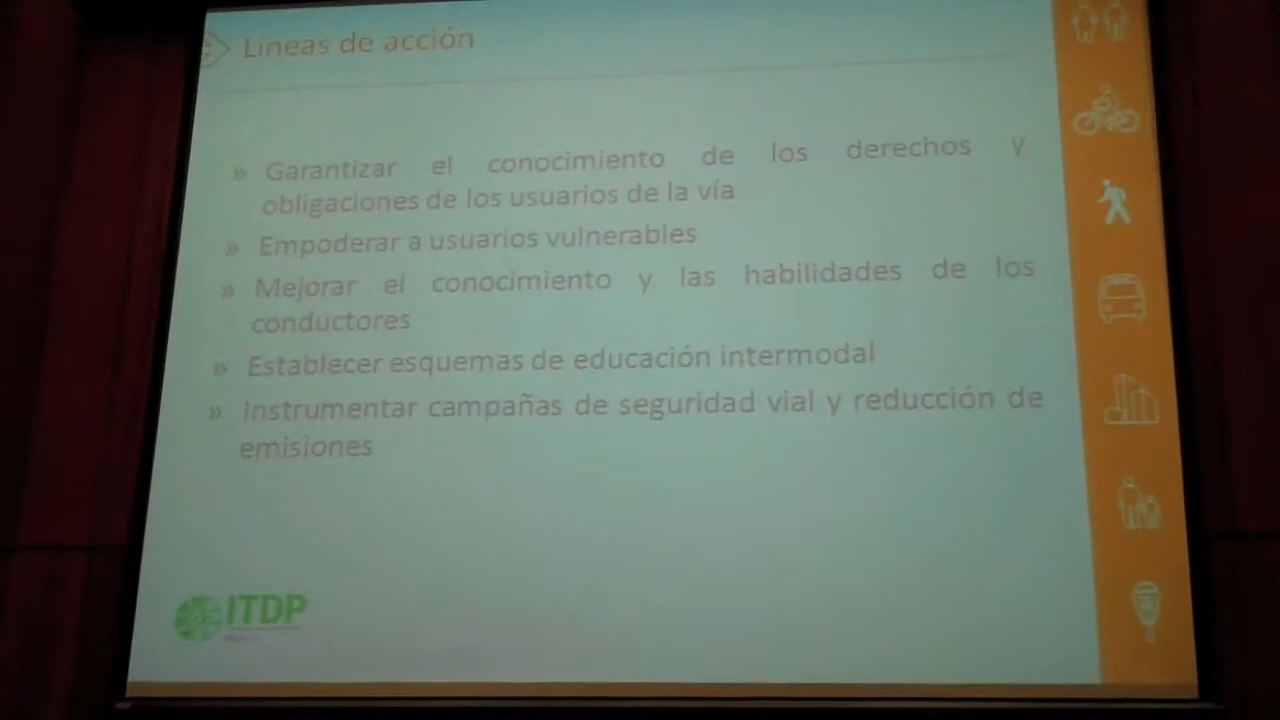 Líneas de acción
» Garantizar el conocimiento de los derechos y
obligaciones de los usuarios de la vía
» Empoderar a usuarios vulnerables
» Mejorar el conocimiento y las habilidades de los
conductores
» Establecer esquemas de educación intermodal
» Instrumentar campañas de seguridad vial y reducción de
emisiones
ITDP